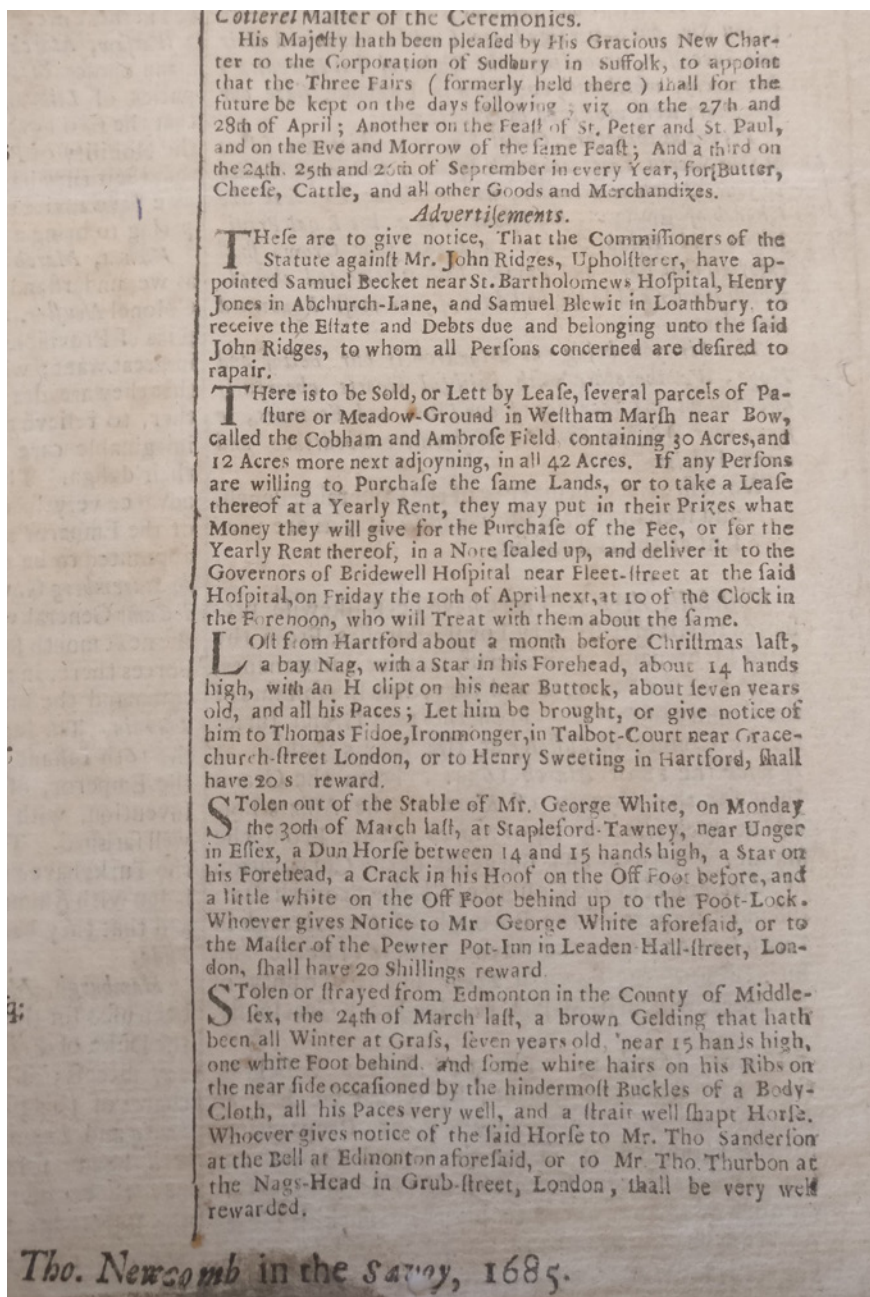 Cotterel Maſter of the Ceremonies.
His Majeſty hath been pleaſed by His Gracious New Char-
ter to the Corporation of Sudbury in Suffolk, to appoint
that the Three Fairs ( formerly held there ) ſhall for the
future be kept on the days following ; viz on the 27th and
28th of April ; Another on the Feaſt of St. Peter and St. Paul,
and on the Eve and Morrow of the ſame Feaſt ; And a third on
the 24th. 25th and 26th of September in every Year, for Butter,
Cheeſe, Cattle, and all other Goods and Merchandizes.
Advertiſements.
THeſe are to give notice, That the Commiſſioners of the
Statute againſt Mr. John Ridges, Upholſterer, have ap-
pointed Samuel Becket near St. Bartholomews Hoſpital, Henry
Jones in Abchurch-Lane, and Samuel Blewit in Loathbury. to
receive the Eſtate and Debts due and belonging unto the ſaid
John Ridges, to whom all Perſons concerned are deſired to
rapair.
THere is to be Sold, or Lett by Leaſe, ſeveral parcels of Pa-
ſture or Meadow-Ground in Weſtham Marſh near Bow,
called the Cobham and Ambroſe Field containing 30 Acres, and
12 Acres more next adjoyning, in all 42 Acres. If any Perſons
are willing to Purchaſe the ſame Lands, or to take a Leaſe
thereof at a Yearly Rent, they may put in their Prizes what
Money they will give for the Purchaſe of the Fee, or for the
Yearly Rent thereof, in a Note ſealed up, and deliver it to the
Governors of Bridewell Hoſpital near Fleet-ſtreet at the ſaid
Hoſpital, on Friday the 10th of April next, at 10 of the Clock in
the Forenoon, who will Treat with them about the ſame.
LOſt from Hartford about a month before Chriſtmas laſt,
a bay Nag, with a Star in his Forehead, about 14 hands
high, with an H clipt on his near Buttock, about ſeven years
old, and all his Paces ; Let him be brought, or give notice of
him to Thomas Fidoe, Ironmonger, in Talbot-Court near Grace-
church-ſtreet London, or to Henry Sweeting in Hartford, ſhall
have 20 s. reward.
STolen out of the Stable of Mr. George White, on Monday
the 30th of March laſt, at Stapleford-Tawney, near Unger
in Eſſex, a Dun Horſe between 14 and 15 hands high, a Star on
his Forehead, a Crack in his Hoof on the Off Foot before, and
a little white on the Off Foot behind up to the Foot-Lock.
Whoever gives Notice to Mr George White aforeſaid, or to
the Maſter of the Pewter Pot-Inn in Leaden-Hall-ſtreet, Lon-
don, ſhall have 20 Shillings reward.
STolen or ſtrayed from Edmonton in the County of Middle-
ſex, the 24th of March laſt, a brown Gelding that hath
been all Winter at Graſs, ſeven years old, near 15 hands high,
one white Foot behind. and ſome white hairs on his Ribs on
the near ſide occaſioned by the hindermoſt Buckles of a Body-
Cloth, all his Paces very well, and a ſtrait well ſhapt Horſe.
Whoever gives notice of the ſaid Horſe to Mr. Tho Sanderſon
at the Bell at Edmonton aforeſaid, or to Mr. Tho. Thurbon at
the Nags-Head in Grub-ſtreet, London, ſhall be very well
rewarded.
Tho. Newcomb in the Savoy, 1685.